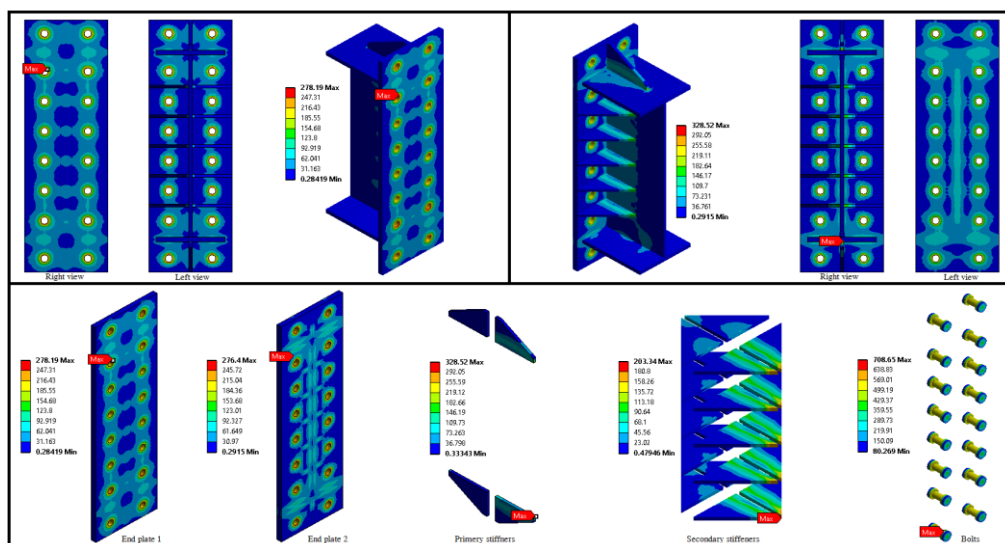 Max
278.19 Max
247.31
216.43
185.55
154.68
123.8
92.919
62.041
31.163
0.28419 Min
Max
Right view
Left view
328.52 Max
292.05
255.58
219.11
182.64
146.17
109.7
73.231
36.761
0.2915 Min
Max
Right view
Left view
278.19 Max
247.31
216.43
185.55
154.68
123.8
92.919
62.041
31.163
0.28419 Min
Max
End plate 1
276.4 Max
245.72
215.04
184.36
153.68
123.01
92.327
61.649
30.97
0.2915 Min
Max
End plate 2
328.52 Max
292.05
255.59
219.12
182.66
146.19
109.73
73.263
36.798
0.33343 Min
Max
Primery stiffners
203.34 Max
180.8
158.26
135.72
113.18
90.64
68.1
45.56
23.02
0.47946 Min
Max
Secondary stiffeners
708.65 Max
638.83
569.01
499.19
429.37
359.55
289.73
219.91
150.09
80.269 Min
Max
Bolts